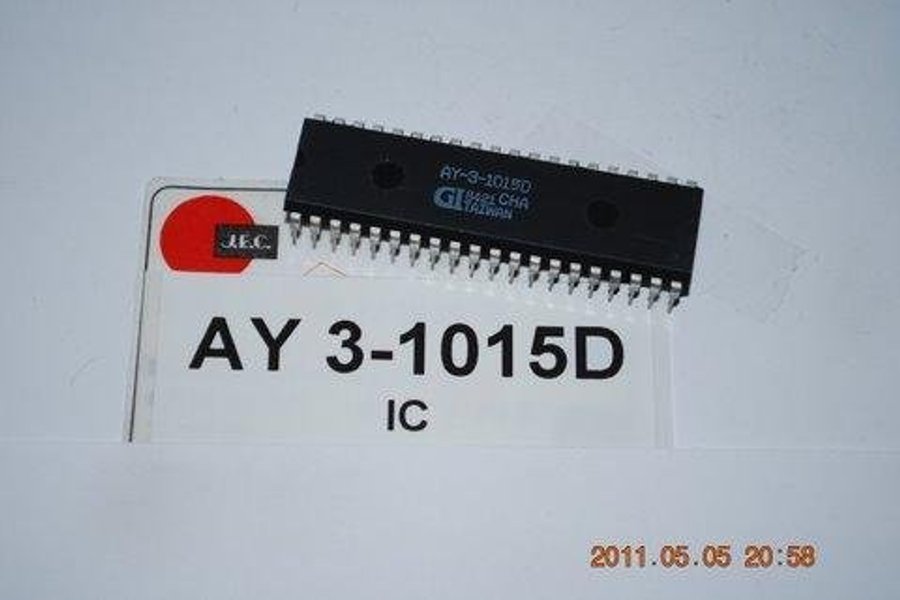 AY-3-1015D
GI 8421 CHA
TAIWAN
J.E.C.
AY 3-1015D
IC
2011.05.05 20:58